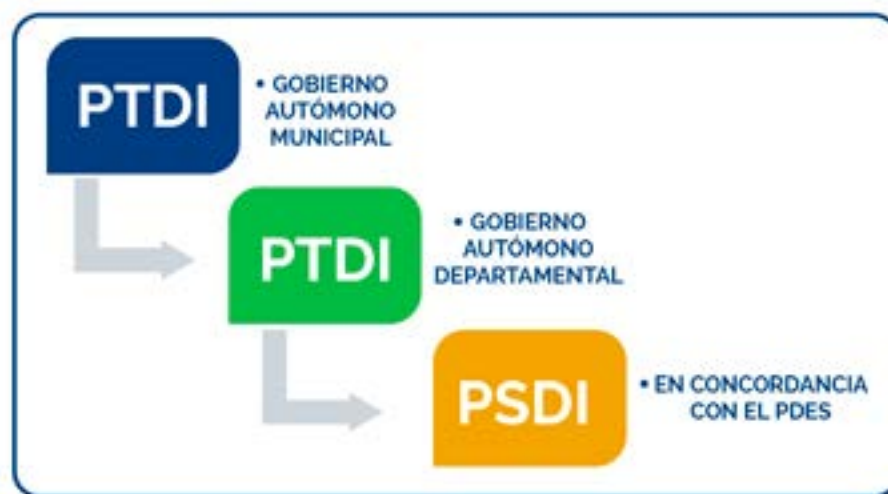 PTDI
• GOBIERNO
AUTÓMONO
MUNICIPAL
PTDI
• GOBIERNO
AUTÓMONO
DEPARTAMENTAL
PSDI
• EN CONCORDANCIA
CON EL PDES